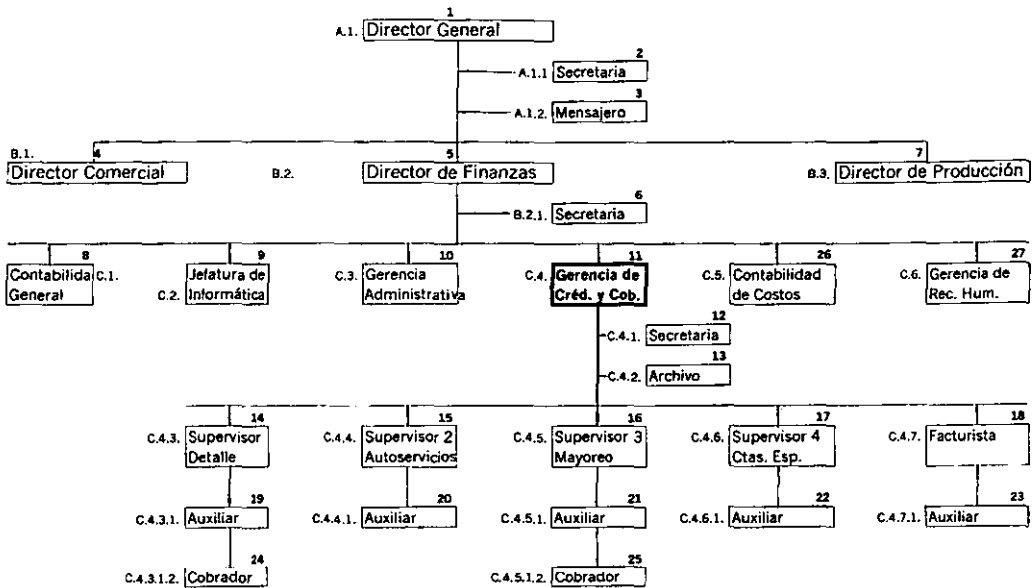 1
A.1. Director General
2
A.1.1 Secretaria
3
A.1.2. Mensajero
B.1. 4 5 7
Director Comercial B.2. Director de Finanzas B.3. Director de Producción
6
B.2.1. Secretaria
8 9 10 11 26 27
Contabilida C.1. Jefatura de C.3. Gerencia C.4. Gerencia de C.5. Contabilidad C.6. Gerencia de
General C.2. Informática Administrativa Créd. y Cob. de Costos Rec. Hum.
12
C.4.1. Secretaria
13
C.4.2. Archivo
14 15 16 17 18
C.4.3. Supervisor C.4.4. Supervisor 2 C.4.5. Supervisor 3 C.4.6. Supervisor 4 C.4.7. Facturista
Detalle Autoservicios Mayoreo Ctas. Esp.
19 20 21 22 23
C.4.3.1. Auxiliar C.4.4.1. Auxiliar C.4.5.1. Auxiliar C.4.6.1. Auxiliar C.4.7.1. Auxiliar
24 25
C.4.3.1.2. Cobrador C.4.5.1.2. Cobrador